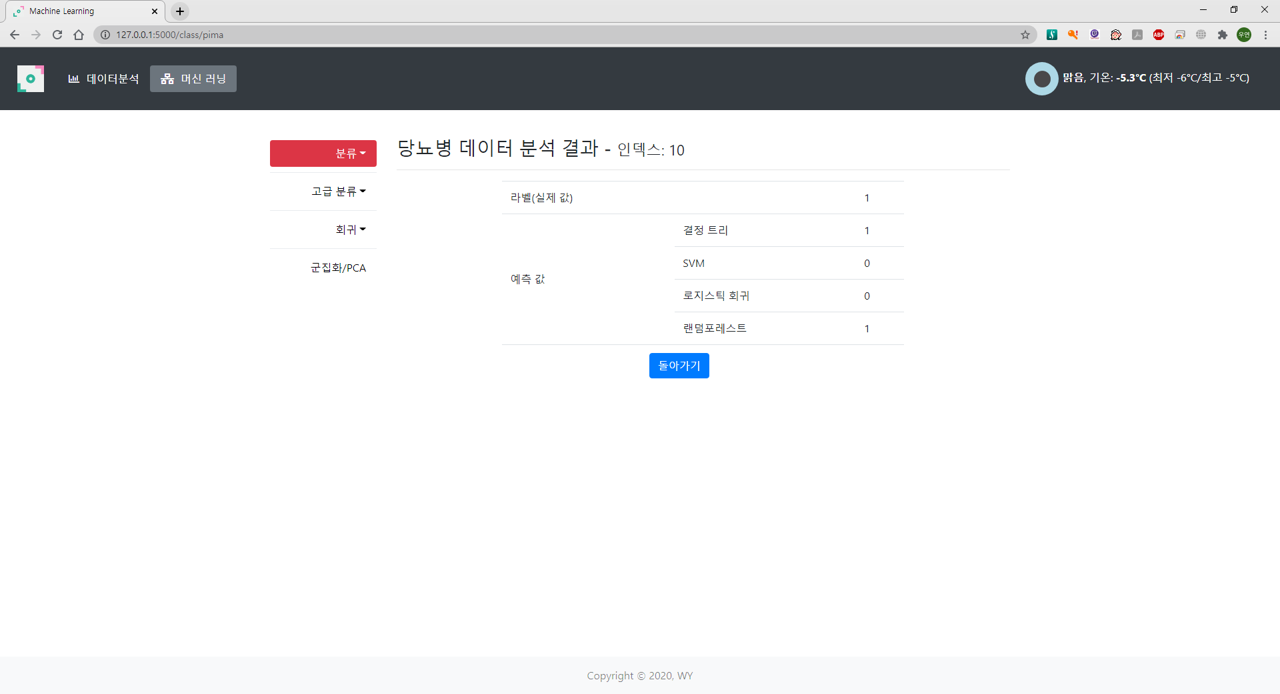 Machine Learning
127.0.0.1:5000/class/pima
ABP
우연
데이터분석
머신 러닝
맑음, 기온: -5.3℃ (최저 -6℃/최고 -5℃)
분류
고급 분류
회귀
군집화/PCA
당뇨병 데이터 분석 결과 - 인덱스: 10
라벨(실제 값) 1
예측 값
결정 트리 1
SVM 0
로지스틱 회귀 0
랜덤포레스트 1
돌아가기
Copyright © 2020, WY